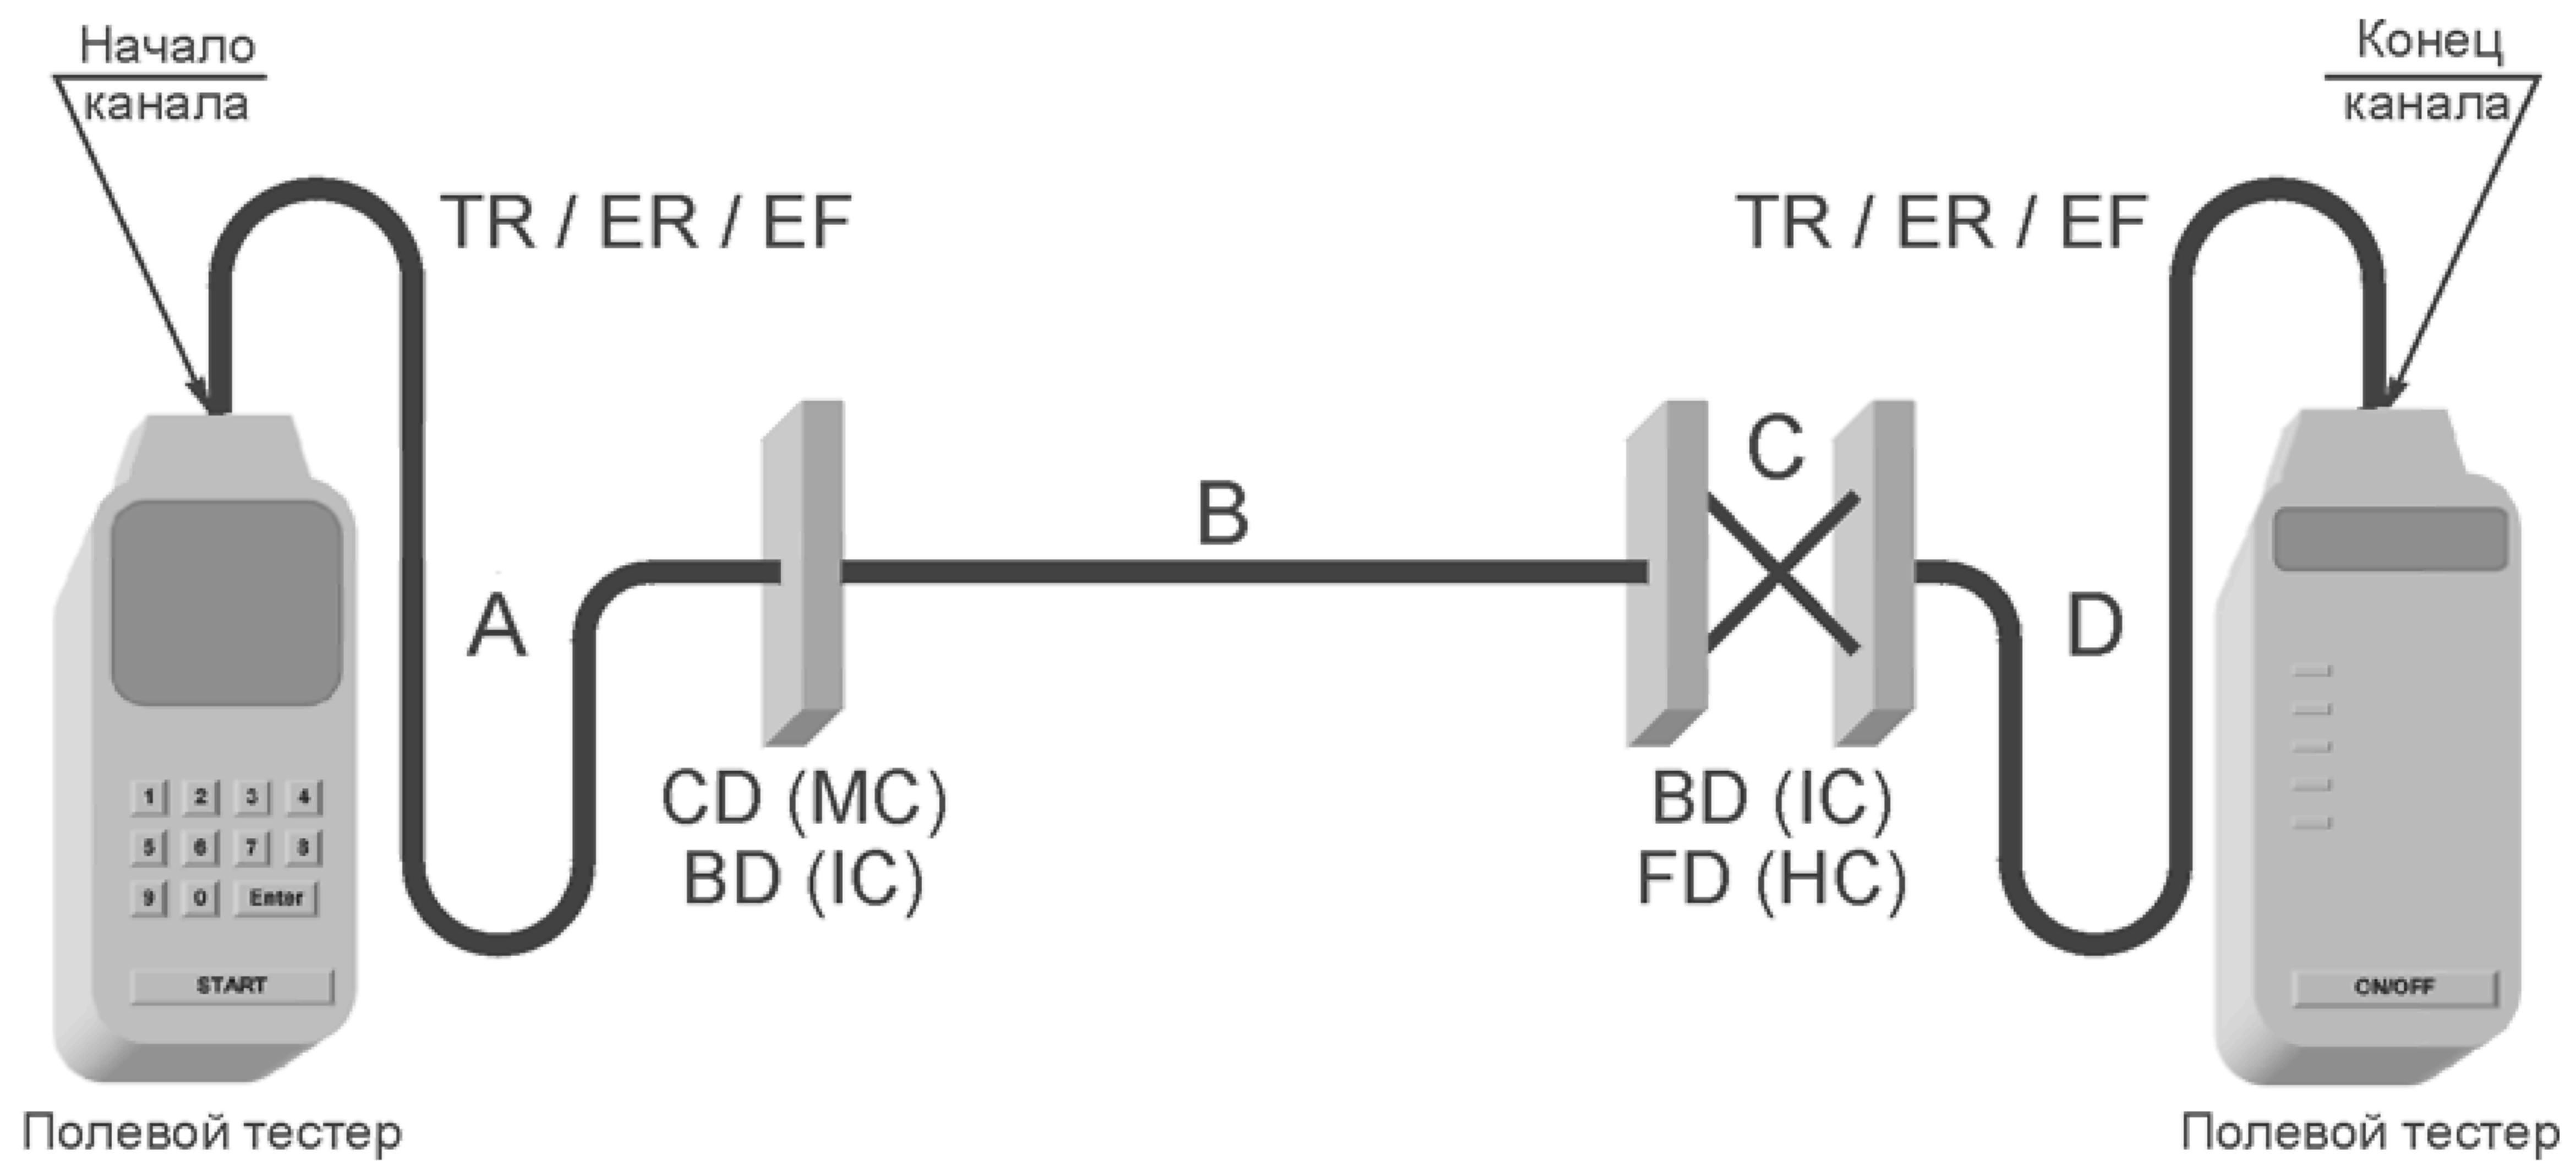 Начало
канала
Конец
канала
TR / ER / EF
TR / ER / EF
A
B
C
D
CD (MC)
BD (IC)
BD (IC)
FD (HC)
1 2 3 4
5 6 7 8
9 0 Enter
START
ON/OFF
Полевой тестер
Полевой тестер